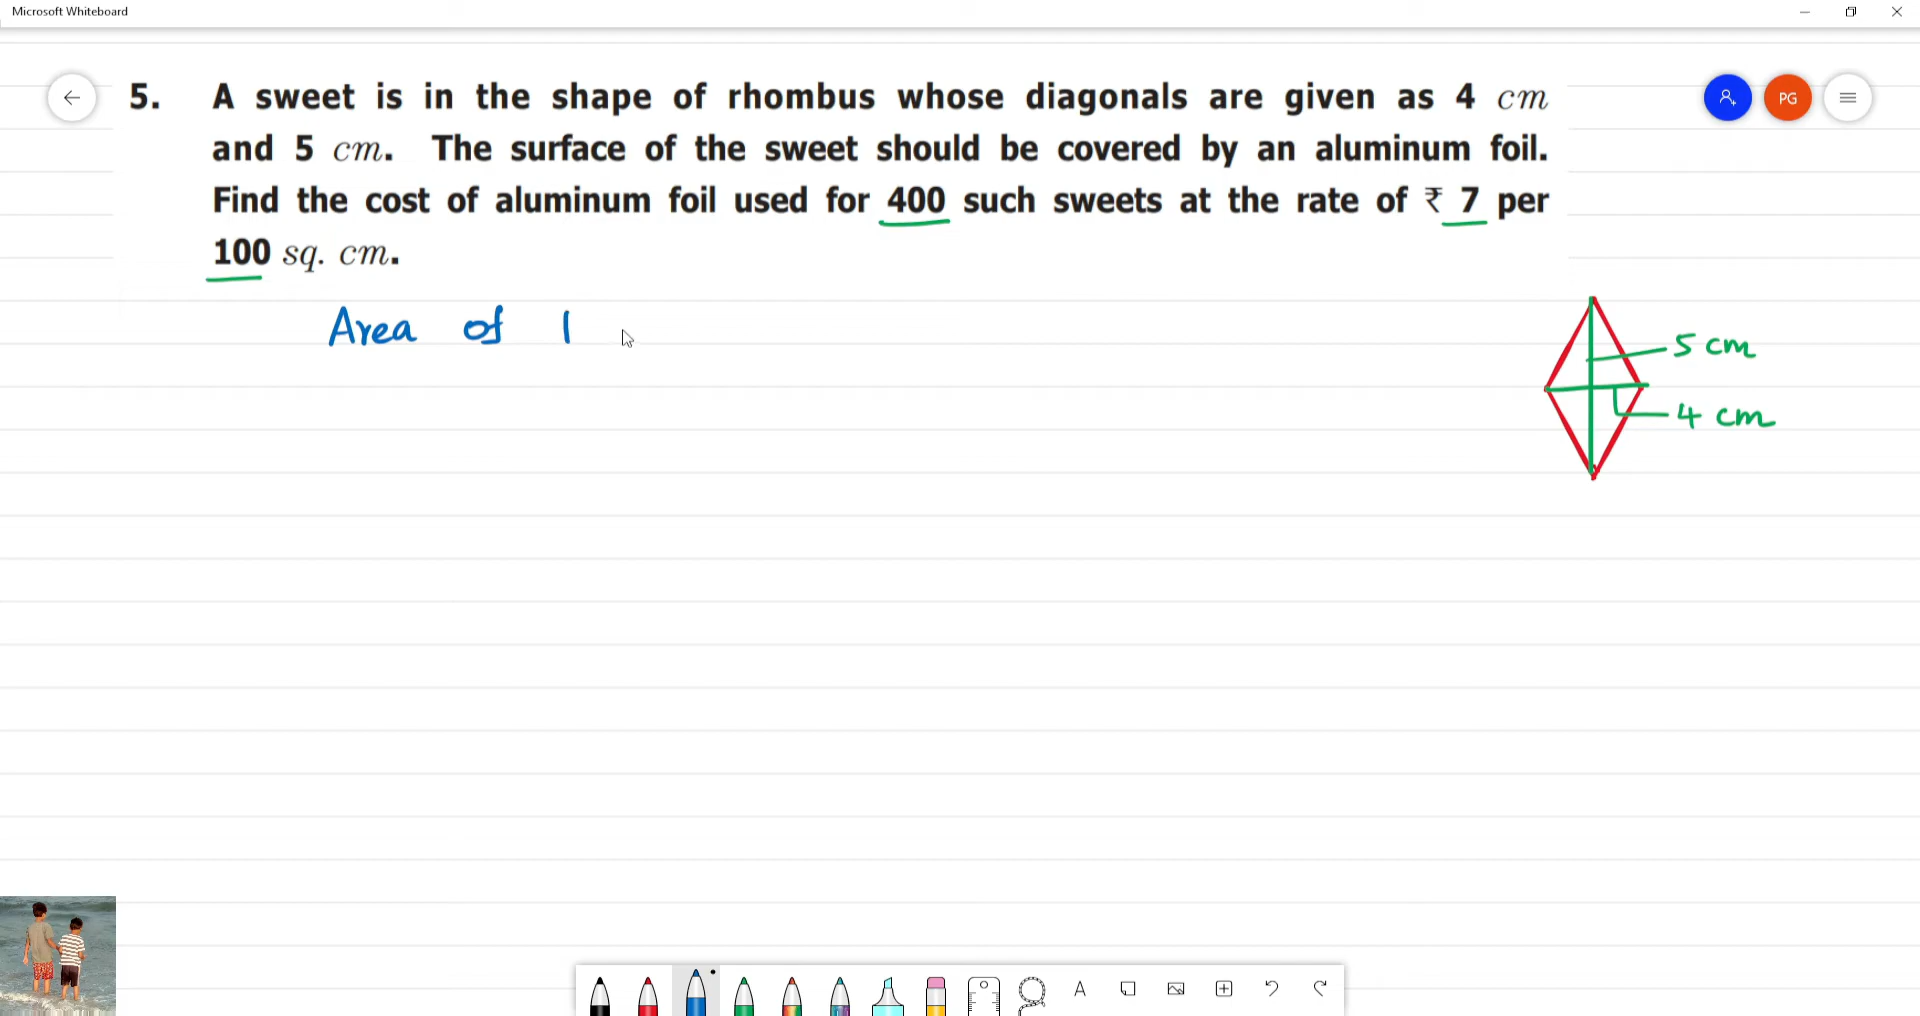 Microsoft Whiteboard
PG
5. A sweet is in the shape of rhombus whose diagonals are given as 4 cm
and 5 cm. The surface of the sweet should be covered by an aluminum foil.
Find the cost of aluminum foil used for 400 such sweets at the rate of ₹ 7 per
100 sq. cm.
Area of 1
5 cm
4 cm
A